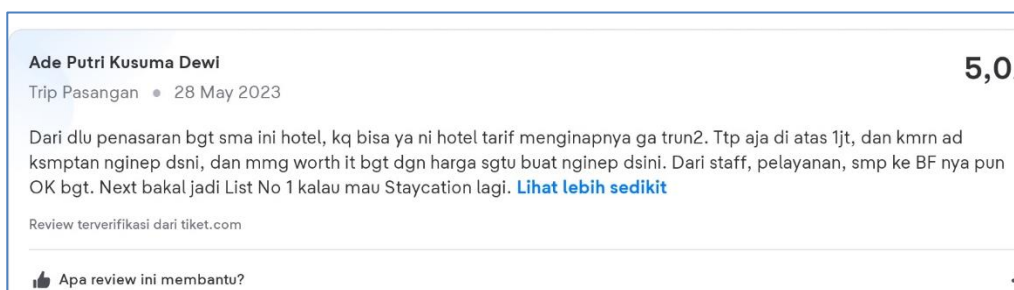 Ade Putri Kusuma Dewi
5,0
Trip Pasangan • 28 May 2023
Dari dlu penasaran bgt sma ini hotel, kq bisa ya ni hotel tarif menginapnya ga trun2. Ttp aja di atas 1jt, dan kmrn ad
ksmptan nginep dsni, dan mmg worth it bgt dgn harga sgtu buat nginep dsini. Dari staff, pelayanan, smp ke BF nya pun
OK bgt. Next bakal jadi List No 1 kalau mau Staycation lagi. Lihat lebih sedikit
Review terverifikasi dari tiket.com
Apa review ini membantu?